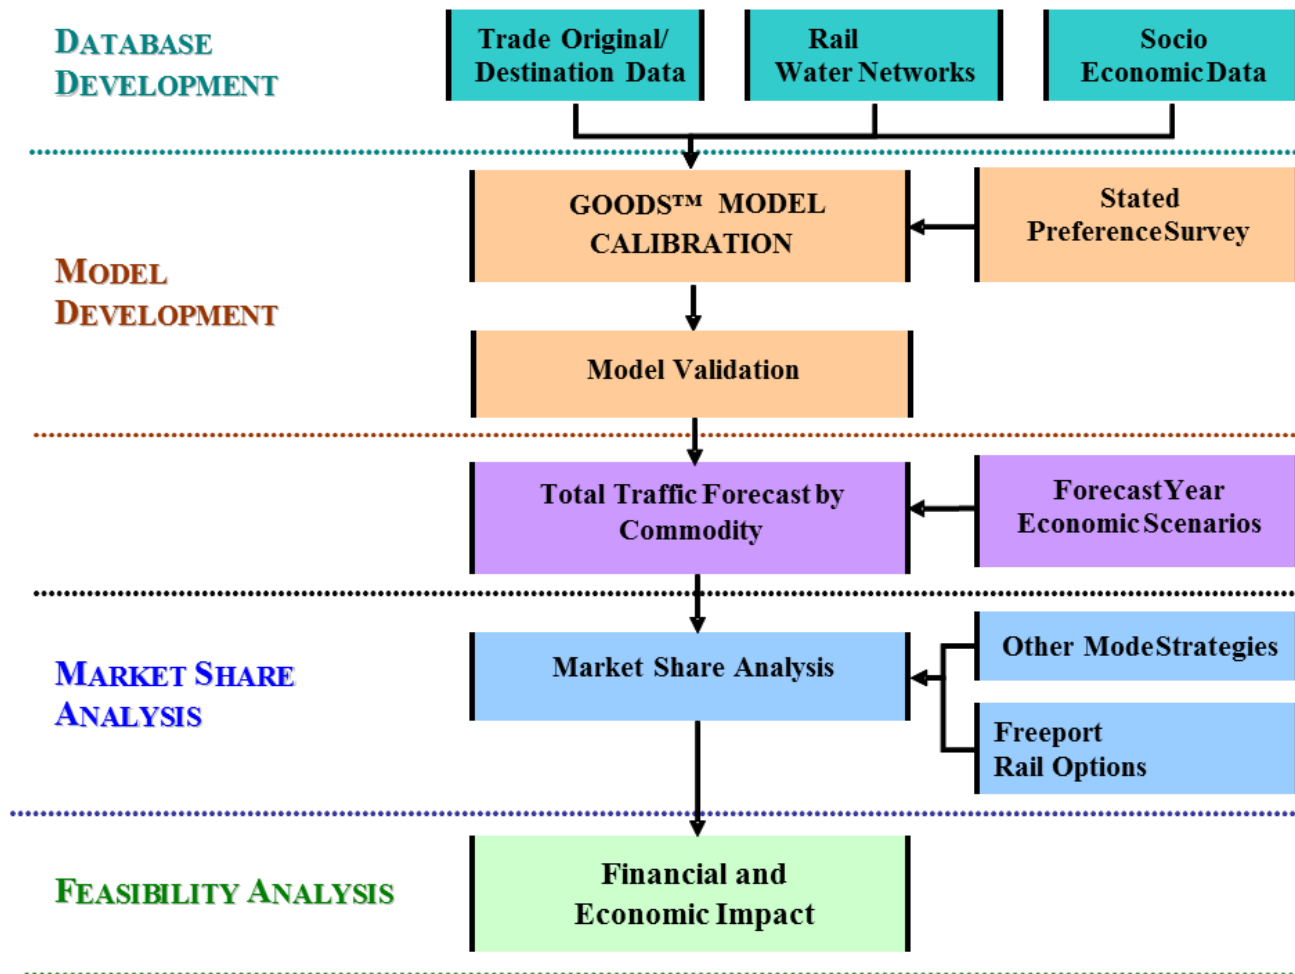 DATABASE
DEVELOPMENT
Trade Original/
Destination Data
Rail
Water Networks
Socio
Economic Data
MODEL
DEVELOPMENT
GOODS™ MODEL
CALIBRATION
Stated
Preference Survey
Model Validation
Total Traffic Forecast by
Commodity
Forecast Year
Economic Scenarios
MARKET SHARE
ANALYSIS
Market Share Analysis
Other Mode Strategies
Freeport
Rail Options
FEASIBILITY ANALYSIS
Financial and
Economic Impact